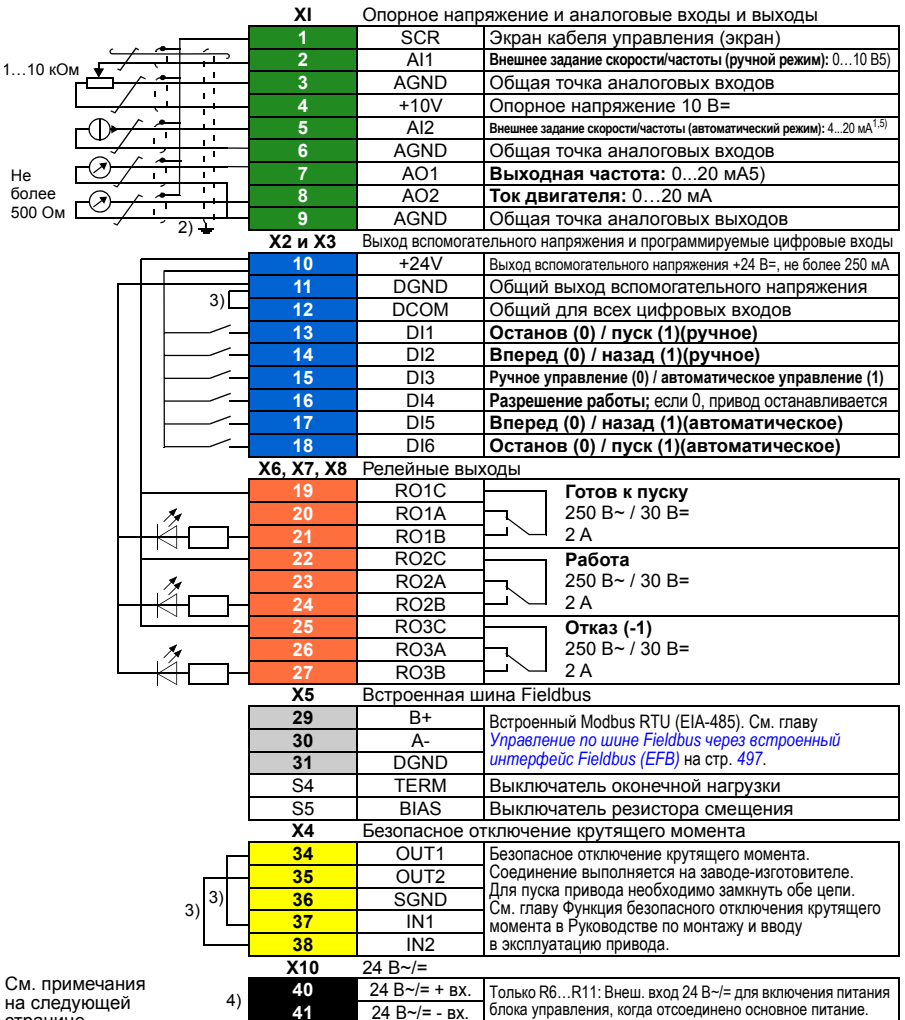 XI Опорное напряжение и аналоговые входы и выходы
1 SCR Экран кабеля управления (экран)
1…10 кОм
2 AI1 Внешнее задание скорости/частоты (ручной режим): 0…10 В5)
3 AGND Общая точка аналоговых входов
4 +10V Опорное напряжение 10 В=
5 AI2 Внешнее задание скорости/частоты (автоматический режим): 4...20 мА1,5)
6 AGND Общая точка аналоговых входов
Не более 500 Ом
7 AO1 Выходная частота: 0...20 мА5)
8 AO2 Ток двигателя: 0…20 мА
2)
9 AGND Общая точка аналоговых выходов
X2 и X3 Выход вспомогательного напряжения и программируемые цифровые входы
10 +24V Выход вспомогательного напряжения +24 В=, не более 250 мА
11 DGND Общий выход вспомогательного напряжения
3)
12 DCOM Общий для всех цифровых входов
13 DI1 Останов (0) / пуск (1)(ручное)
14 DI2 Вперед (0) / назад (1)(ручное)
15 DI3 Ручное управление (0) / автоматическое управление (1)
16 DI4 Разрешение работы; если 0, привод останавливается
17 DI5 Вперед (0) / назад (1)(автоматическое)
18 DI6 Останов (0) / пуск (1)(автоматическое)
X6, X7, X8 Релейные выходы
19 RO1C Готов к пуску
20 RO1A 250 В~ / 30 В=
21 RO1B 2 А
22 RO2C Работа
23 RO2A 250 В~ / 30 В=
24 RO2B 2 А
25 RO3C Отказ (-1)
26 RO3A 250 В~ / 30 В=
27 RO3B 2 А
X5 Встроенная шина Fieldbus
29 B+ Встроенный Modbus RTU (EIA-485). См. главу
30 A- Управление по шине Fieldbus через встроенный
31 DGND интерфейс Fieldbus (EFB) на стр. 497.
S4 TERM Выключатель оконечной нагрузки
S5 BIAS Выключатель резистора смещения
X4 Безопасное отключение крутящего момента
34 OUT1 Безопасное отключение крутящего момента.
35 OUT2 Соединение выполняется на заводе-изготовителе.
3) 3)
36 SGND Для пуска привода необходимо замкнуть обе цепи.
37 IN1 См. главу Функция безопасного отключения крутящего
момента в Руководстве по монтажу и вводу
38 IN2 в эксплуатацию привода.
X10 24 В~/=
См. примечания
на следующей
4)
40 24 В~/= + вх. Только R6…R11: Внеш. вход 24 В~/= для включения питания
41 24 В~/= - вх. блока управления, когда отсоединено основное питание.